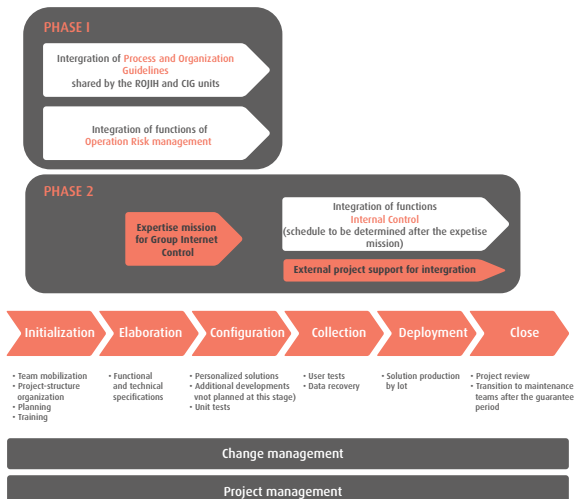 PHASE I
Intergration of Process and Organization
Guidelines
shared by the ROJIH and CIG units
Integration of functions of
Operation Risk management
PHASE 2
Expertise mission
for Group Internet
Control
Integration of functions
Internal Control
(schedule to be determined after the expetise
mission)
External project support for intergration
Initialization
Elaboration
Configuration
Collection
Deployment
Close
• Team mobilization
• Project-structure
organization
• Planning
• Training
• Functional
and technical
specifications
• Personalized solutions
• Additional developments
vnot planned at this stage)
• Unit tests
• User tests
• Data recovery
• Solution production
by lot
• Project review
• Transition to maintenance
teams after the guarantee
period
Change management
Project management